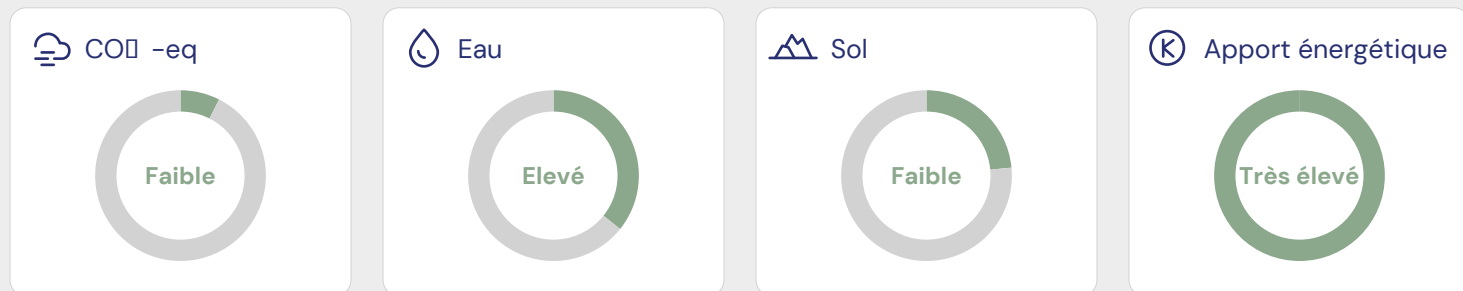 CO▯ -eq
Faible
Eau
Elevé
Sol
Faible
Apport énergétique
Très élevé